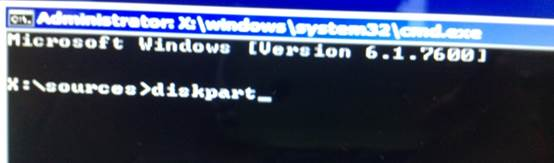 Administrator: X:\windows\system32\cmd.exe
Microsoft Windows [Version 6.1.7600]
X:\sources>diskpart_